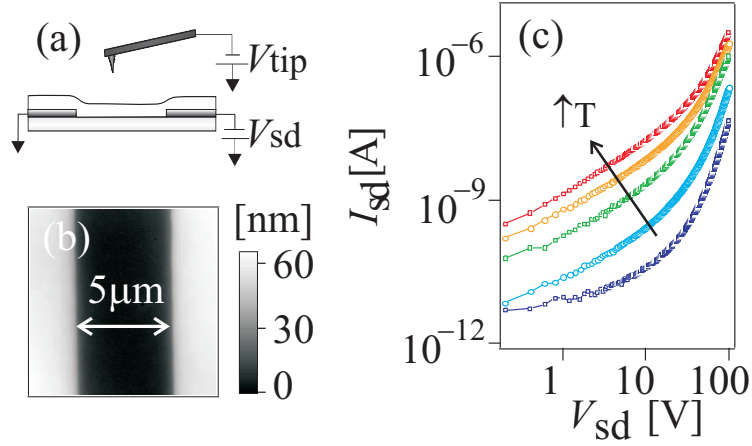 (a)
Vtip
Vsd
(b)
5μm
[nm]
60
30
0
(c)
↑T
Isd[A]
10⁻⁶
10⁻⁹
10⁻¹²
1
10
100
Vsd [V]